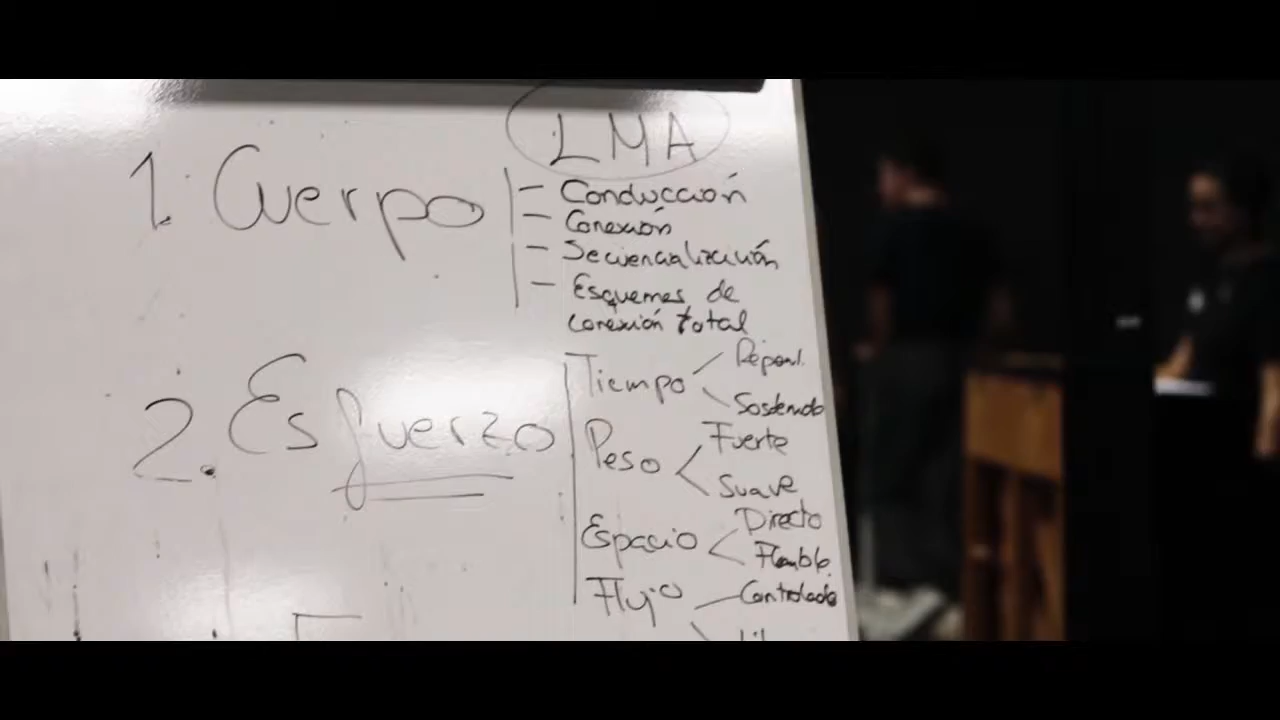 LMA
1. Cuerpo
- Conducción
- Conexión
- Secuencialización
- Esquemas de
conexión total
2. Esfuerzo
Tiempo
Sostenido
Peso
Fuerte
Suave
Espacio
Directo
Flexible
Flujo
Controlado